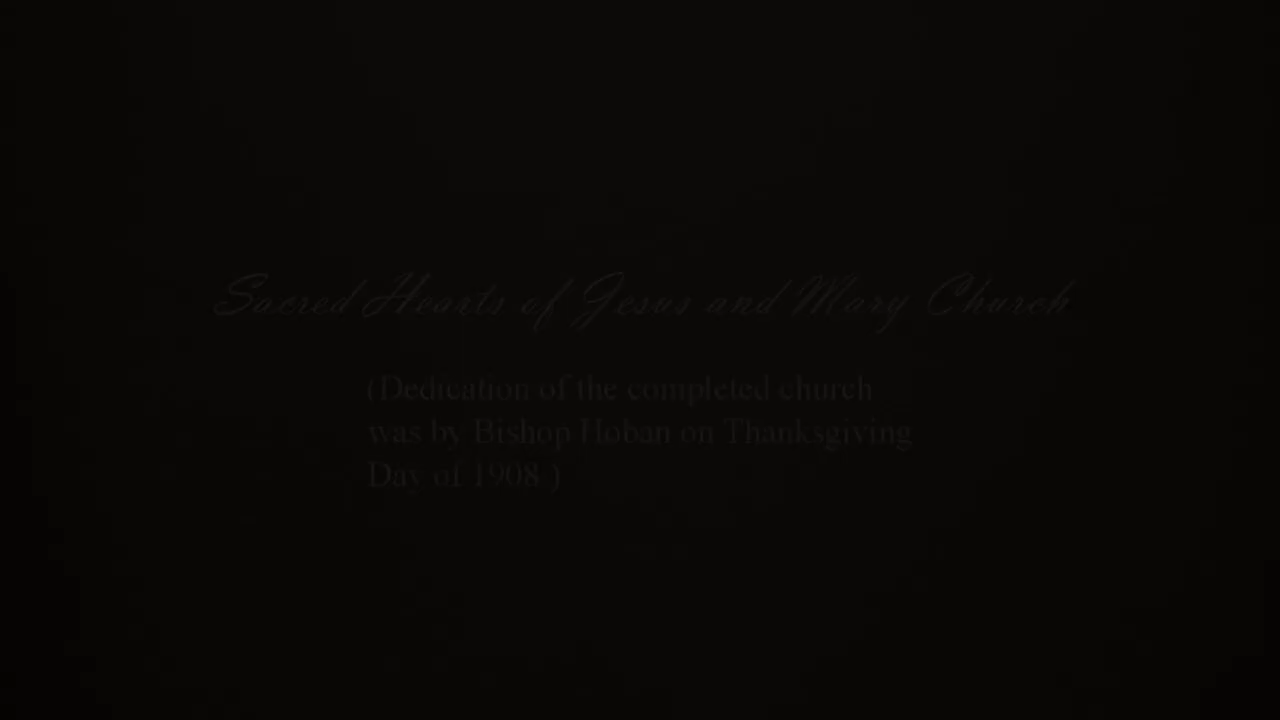 Sacred Hearts of Jesus and Mary Church
(Dedication of the completed church
was by Bishop Hoban on Thanksgiving
Day of 1908.)